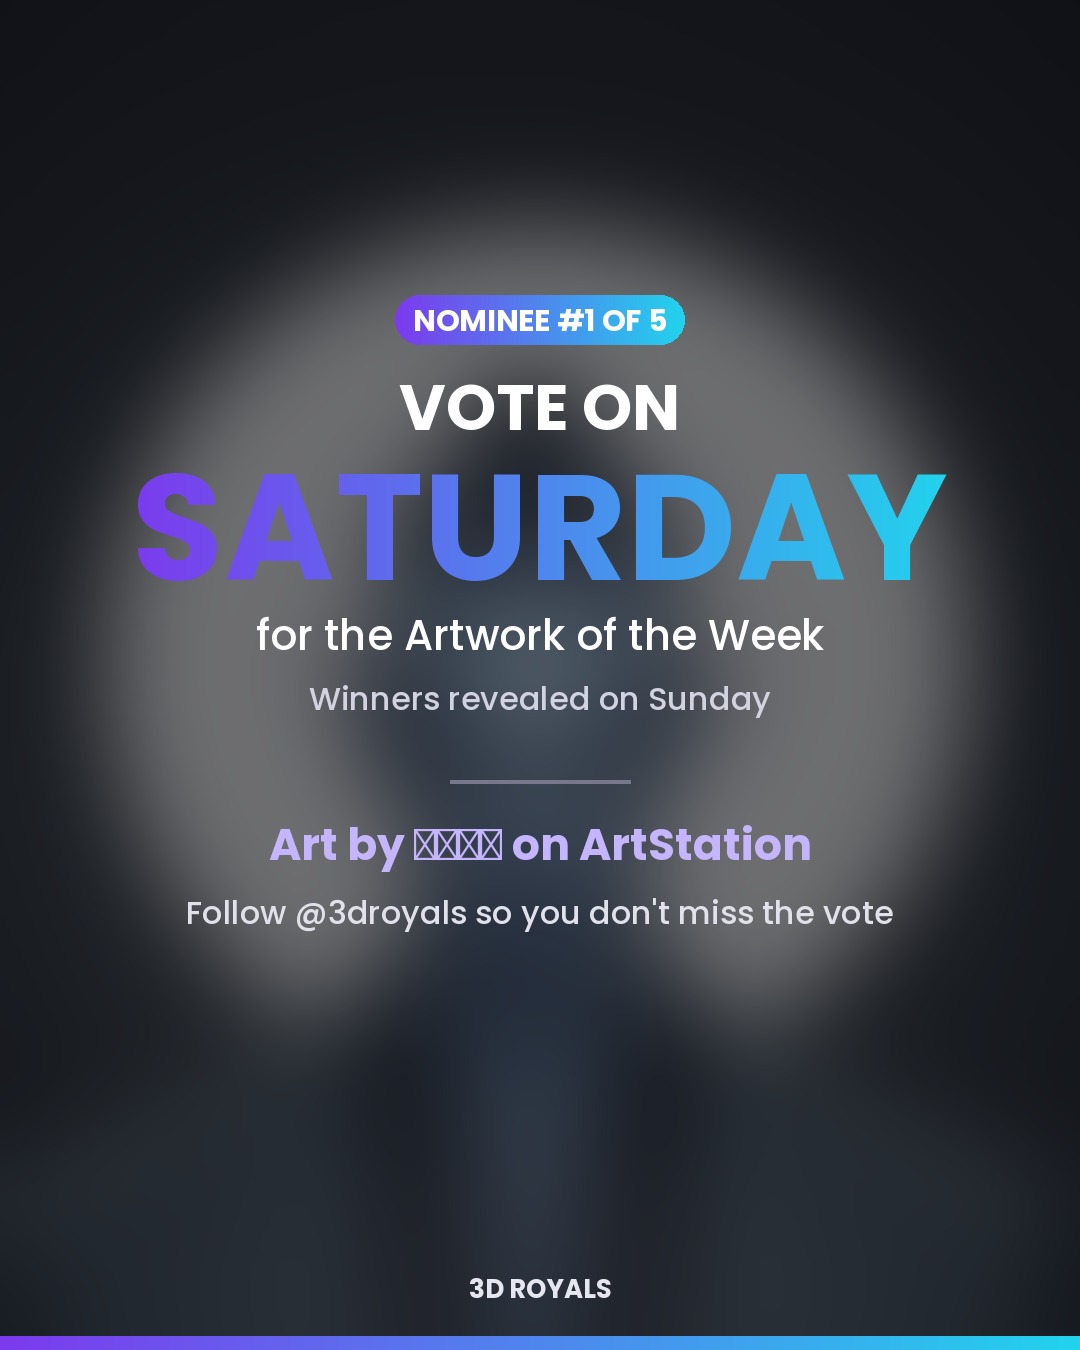 NOMINEE #1 OF 5
VOTE ON
SATURDAY
for the Artwork of the Week
Winners revealed on Sunday
Art by on ArtStation
Follow @3droyals so you don't miss the vote
3D ROYALS